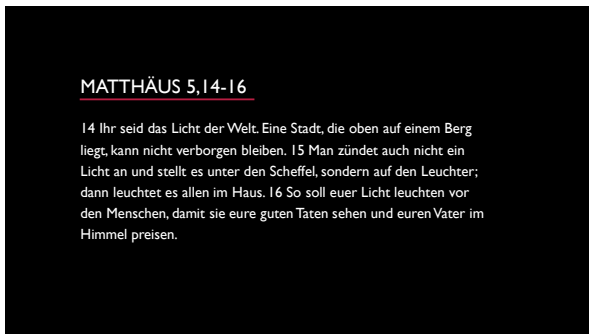 MATTHÄUS 5,14-16
14 Ihr seid das Licht der Welt. Eine Stadt, die oben auf einem Berg
liegt, kann nicht verborgen bleiben. 15 Man zündet auch nicht ein
Licht an und stellt es unter den Scheffel, sondern auf den Leuchter;
dann leuchtet es allen im Haus. 16 So soll euer Licht leuchten vor
den Menschen, damit sie eure guten Taten sehen und euren Vater im
Himmel preisen.